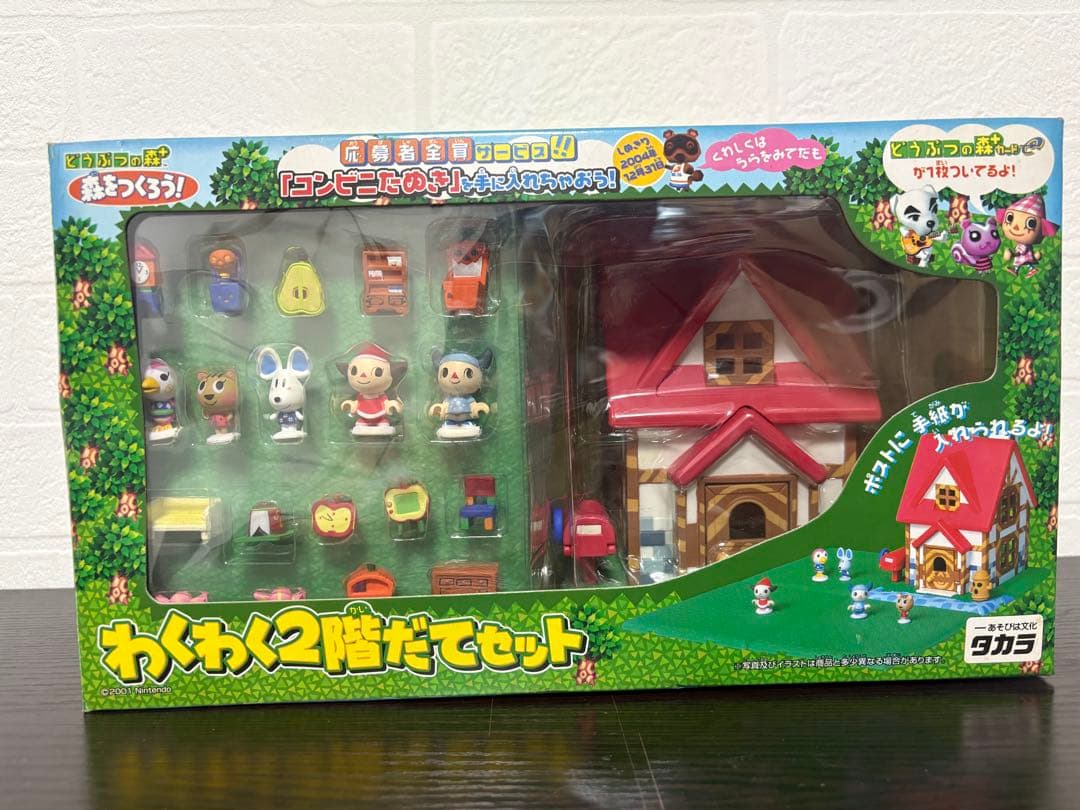 どうぶつの森+
森をつくろう!
応募者全員サービス!!
「コンビニたぬき」を手に入れちゃおう!
しめきり
2004年
12月31日
くわしくは
うらをみてだも
どうぶつの森+カードe
が1枚ついてるよ!
ポストに手紙が
入れられるよ!
わくわく2階だてセット
©2001 Nintendo
あそびは文化
タカラ
※写真及びイラストは商品と多少異なる場合があります。